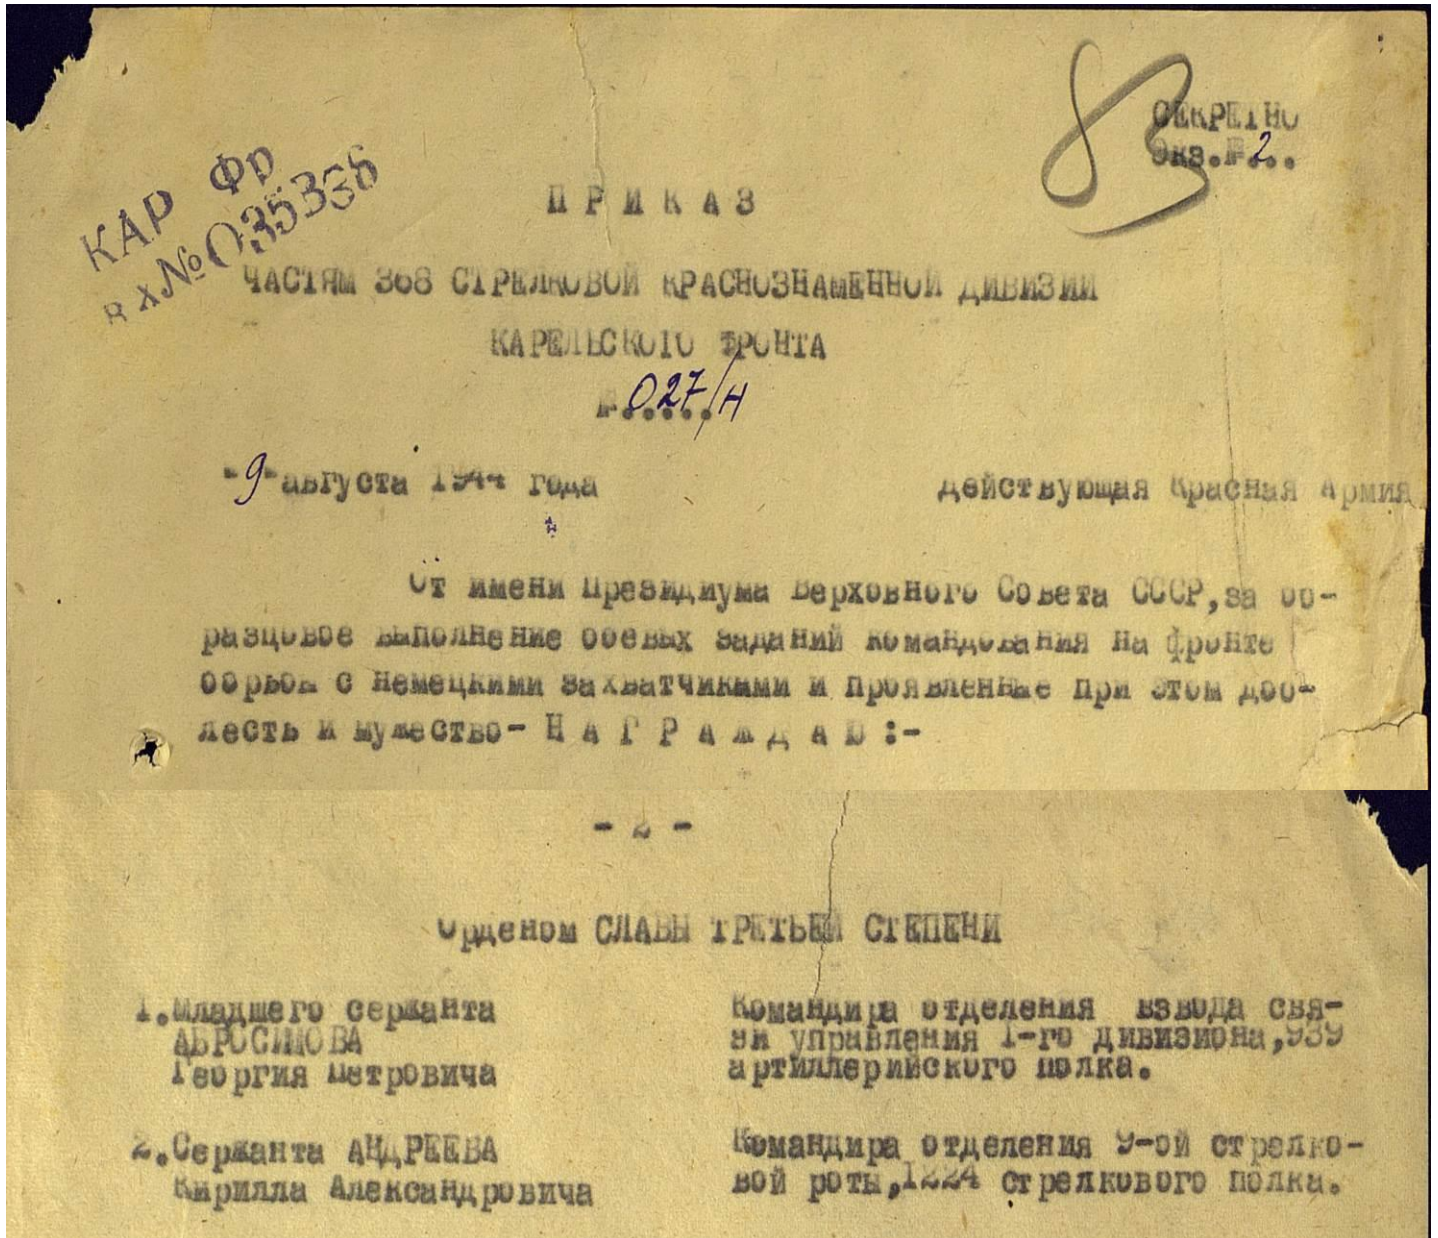 83
СЕКРЕТНО
Экз.№ 2
КАР Фр
вх№035338
ПРИКАЗ
ЧАСТЯМ 368 СТРЕЛКОВОЙ КРАСНОЗНАМЕННОЙ ДИВИЗИИ
КАРЕЛЬСКОГО ФРОНТА
№ 027/н
"9" августа 1944 года
Действующая Красная Армия
От имени Президиума Верховного Совета СССР,за об-
разцовое выполнение боевых заданий командования на фронте
борьбы с немецкими захватчиками и проявленные при этом доб-
лесть и мужество- НАГРАЖДАЮ:-
- 2 -
Орденом СЛАВЫ ТРЕТЬЕЙ СТЕПЕНИ
1.Младшего сержанта
АБРОСИМОВА
Георгия Петровича
Командира отделения взвода свя-
зи управления 1-го дивизиона,939
артиллерийского полка.
2.Сержанта АНДРЕЕВА
Кирилла Александровича
Командира отделения 9-ой стрелко-
вой роты,1224 стрелкового полка.